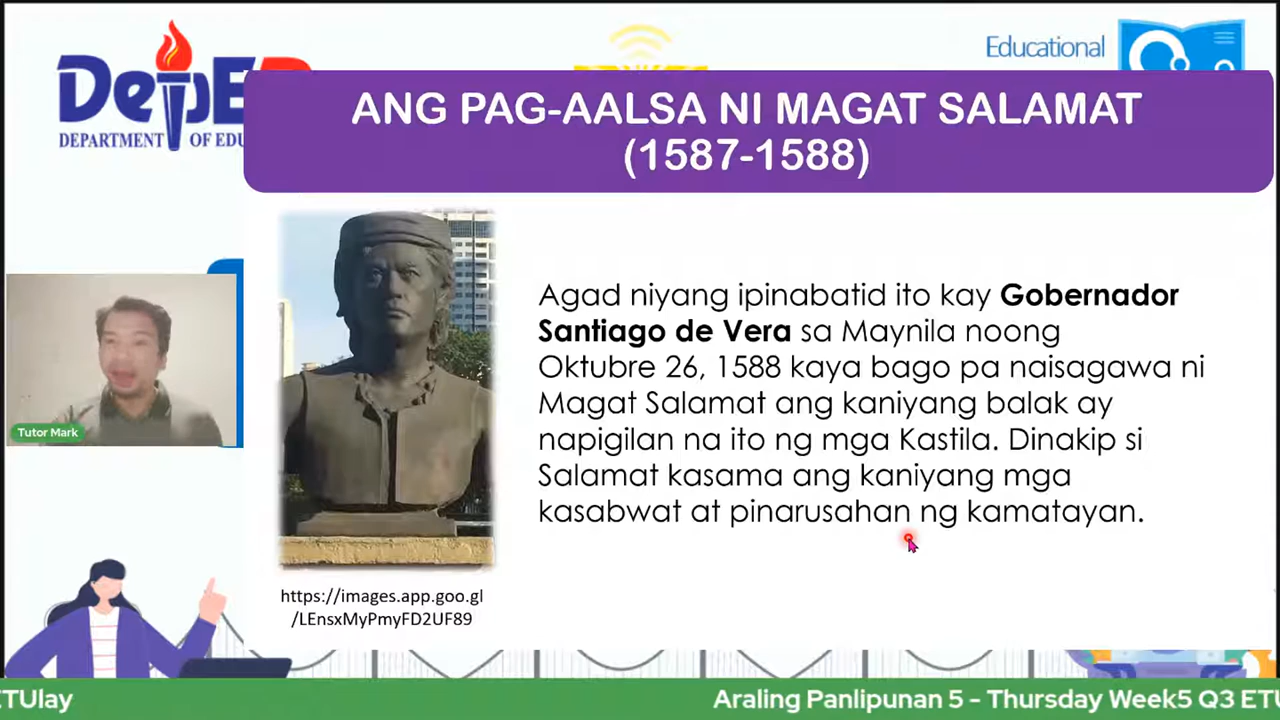 DepED
DEPARTMENT OF EDU
Educational
ANG PAG-AALSA NI MAGAT SALAMAT
(1587-1588)
Agad niyang ipinabatid ito kay Gobernador
Santiago de Vera sa Maynila noong
Oktubre 26, 1588 kaya bago pa naisagawa ni
Magat Salamat ang kaniyang balak ay
napigilan na ito ng mga Kastila. Dinakip si
Salamat kasama ang kaniyang mga
kasabwat at pinarusahan ng kamatayan.
Tutor Mark
https://images.app.goo.gl
/LEnsxMyPmyFD2UF89
ETUlay
Araling Panlipunan 5 - Thursday Week5 Q3 ETU